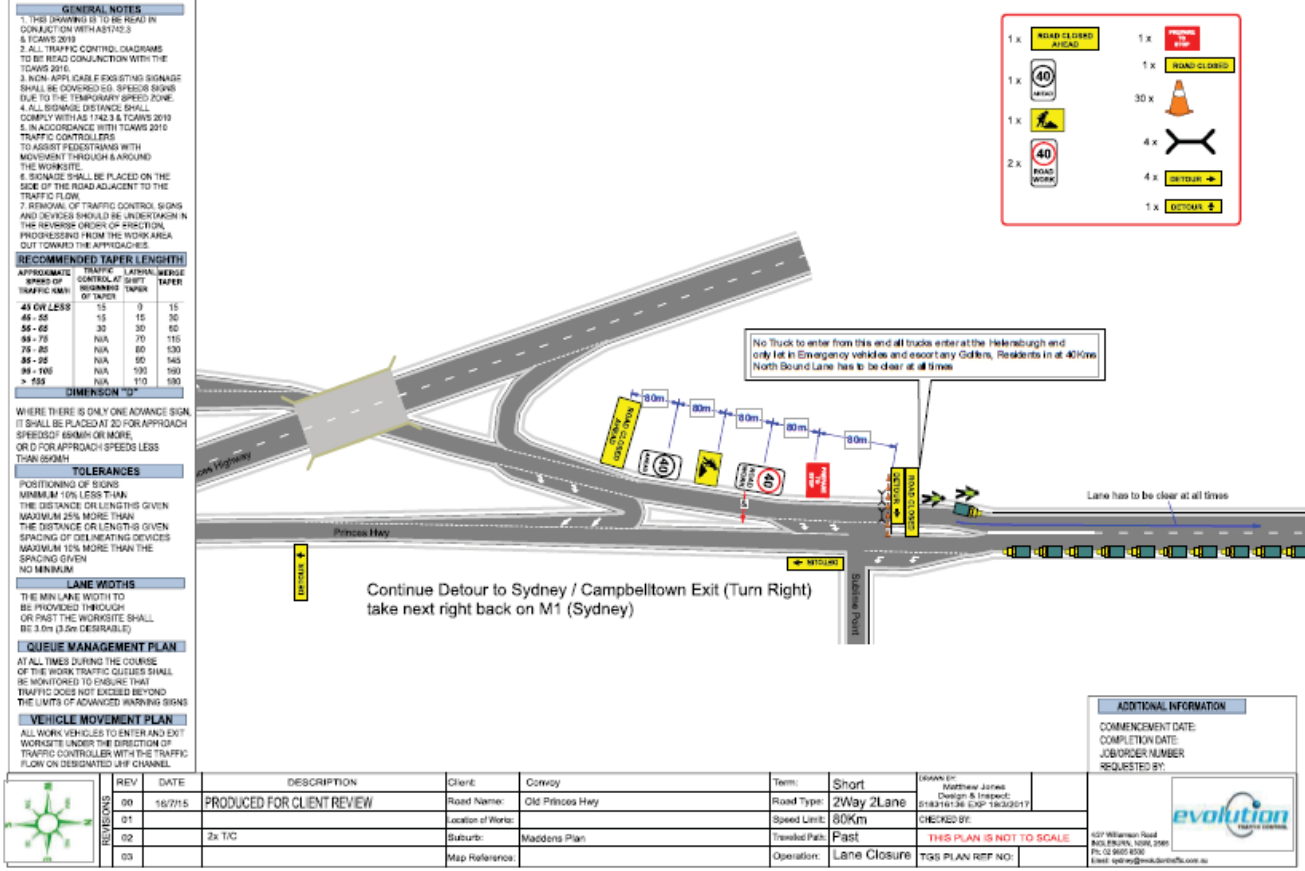 GENERAL NOTES
1. THIS DRAWING IS TO BE READ IN
CONJUCTION WITH AS1742.3
& TCAWS 2010
2. ALL TRAFFIC CONTROL DIAGRAMS
TO BE READ CONJUNCTION WITH THE
TCAWS 2010.
3. NON- APPLICABLE EXSISTING SIGNAGE
SHALL BE COVERED EG. SPEEDS SIGNS
DUE TO THE TEMPORARY SPEED ZONE.
4. ALL SIGNAGE DISTANCE SHALL
COMPLY WITH AS 1742.3 & TCAWS 2010
5. IN ACCORDANCE WITH TCAWS 2010
TRAFFIC CONTROLLERS
TO ASSIST PEDESTRIANS WITH
MOVEMENT THROUGH & AROUND
THE WORKSITE.
6. SIGNAGE SHALL BE PLACED ON THE
SIDE OF THE ROAD ADJACENT TO THE
TRAFFIC FLOW.
7. REMOVAL OF TRAFFIC CONTROL SIGNS
AND DEVICES SHOULD BE UNDERTAKEN IN
THE REVERSE ORDER OF ERECTION,
PROGRESSING FROM THE WORK AREA
OUT TOWARD THE APPROACHES.
RECOMMENDED TAPER LENGHTH
APPROXIMATE SPEED OF TRAFFIC KM/H TRAFFIC CONTROL AT BEGINNING OF TAPER LATERAL SHIFT TAPER MERGE TAPER
45 OR LESS 15 0 15
46 - 55 15 15 30
56 - 65 30 30 60
66 - 75 N/A 70 115
76 - 85 N/A 80 130
86 - 95 N/A 90 145
96 - 105 N/A 100 160
> 105 N/A 110 180
DIMENSON "D"
WHERE THERE IS ONLY ONE ADVANCE SIGN,
IT SHALL BE PLACED AT 2D FOR APPROACH
SPEEDSOF 65KM/H OR MORE,
OR D FOR APPROACH SPEEDS LESS
THAN 65KM/H
TOLERANCES
POSITIONING OF SIGNS
MINIMUM 10% LESS THAN
THE DISTANCE OR LENGTHS GIVEN
MAXIMUM 25% MORE THAN
THE DISTANCE OR LENGTHS GIVEN
SPACING OF DELINEATING DEVICES
MAXIMUM 10% MORE THAN THE
SPACING GIVEN
NO MINIMUM
LANE WIDTHS
THE MIN LANE WIDTH TO
BE PROVIDED THROUGH
OR PAST THE WORKSITE SHALL
BE 3.0m (3.5m DESIRABLE)
QUEUE MANAGEMENT PLAN
AT ALL TIMES DURING THE COURSE
OF THE WORK TRAFFIC QUEUES SHALL
BE MONITORED TO ENSURE THAT
TRAFFIC DOES NOT EXCEED BEYOND
THE LIMITS OF ADVANCED WARNING SIGNS
VEHICLE MOVEMENT PLAN
ALL WORK VEHICLES TO ENTER AND EXIT
WORKSITE UNDER THE DIRECTION OF
TRAFFIC CONTROLLER WITH THE TRAFFIC
FLOW ON DESIGNATED UHF CHANNEL
1 x ROAD CLOSED AHEAD
1 x 40 AHEAD
1 x
2 x 40 ROAD WORK
1 x PREPARE TO STOP
1 x ROAD CLOSED
30 x
4 x
4 x DETOUR
1 x DETOUR
No Truck to enter from this end all trucks enter at the Helensburgh end
only let in Emergency vehicles and escort any Golfers, Residents in at 40Kms
North Bound Lane has to be clear at all times
80m
80m
80m
80m
ROAD CLOSED AHEAD
40 AHEAD
40 ROAD WORK
PREPARE TO STOP
DETOUR
ROAD CLOSED
Lane has to be clear at all times
Princes Hwy
DETOUR
DETOUR
Sublime Point
Continue Detour to Sydney / Campbelltown Exit (Turn Right)
take next right back on M1 (Sydney)
ADDITIONAL INFORMATION
COMMENCEMENT DATE:
COMPLETION DATE:
JOB/ORDER NUMBER
REQUESTED BY:
REVISIONS
REV DATE DESCRIPTION
00 16/7/15 PRODUCED FOR CLIENT REVIEW
01
02 2x T/C
03
Client: Convoy
Road Name: Old Princes Hwy
Location of Works:
Suburb: Maddens Plan
Map Reference:
Term: Short
Road Type: 2Way 2Lane
Speed Limit: 80Km
Travelled Path: Past
Operation: Lane Closure
DRAWN BY:
Matthew Jones
Design & Inspect:
CHECKED BY:
THIS PLAN IS NOT TO SCALE
TGS PLAN REF NO:
evolution
TRAFFIC CONTROL
Williamson Road
INGLEBURN, NSW, 2565